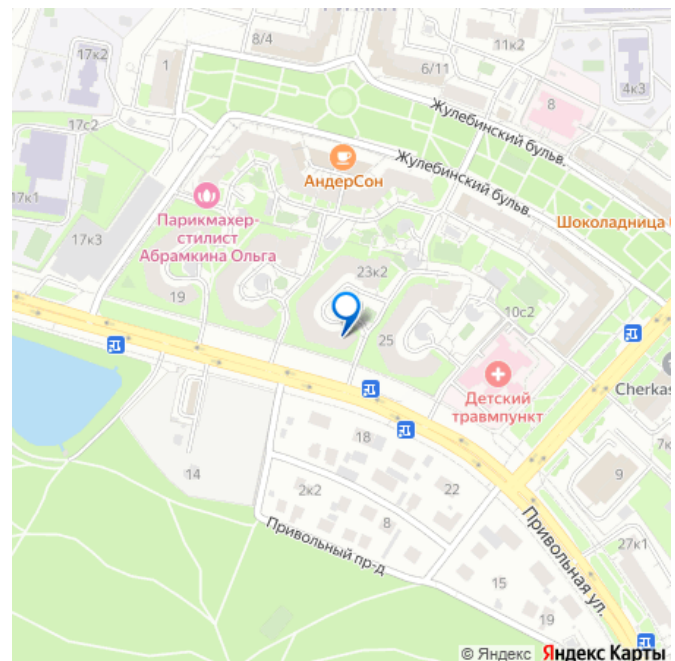 8/4
11к2
17к2
1
6/11
4к3
8
Жулебинский бульв.
17с2
Жулебинский бульв.
АндерСон
17к1
Парикмахер-
стилист
Абрамкина Ольга
Шоколадница
17к3
23к2
19
10с2
25
Детский
травмпункт
Cherkas
7к
18
9
14
2к2
22
8
Привольный пр-д
Привольная ул.
27к1
15
19
© Яндекс Яндекс Карты